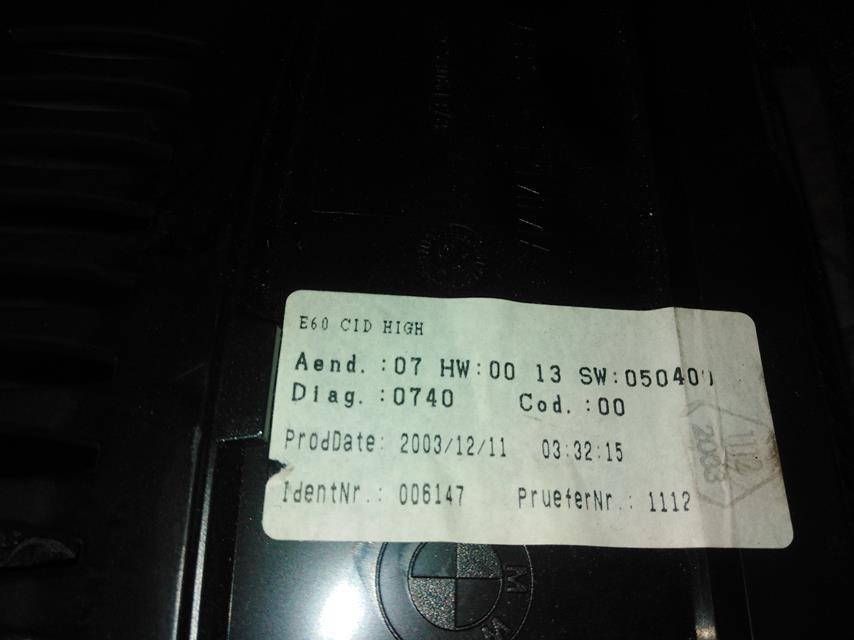 E60 CID HIGH
Aend. :07 HW:00 13 SW:050400
Diag. :0740 Cod. :00
ProdDate: 2003/12/11 03:32:15
IdentNr.: 006147 PrueferNr.: 1112